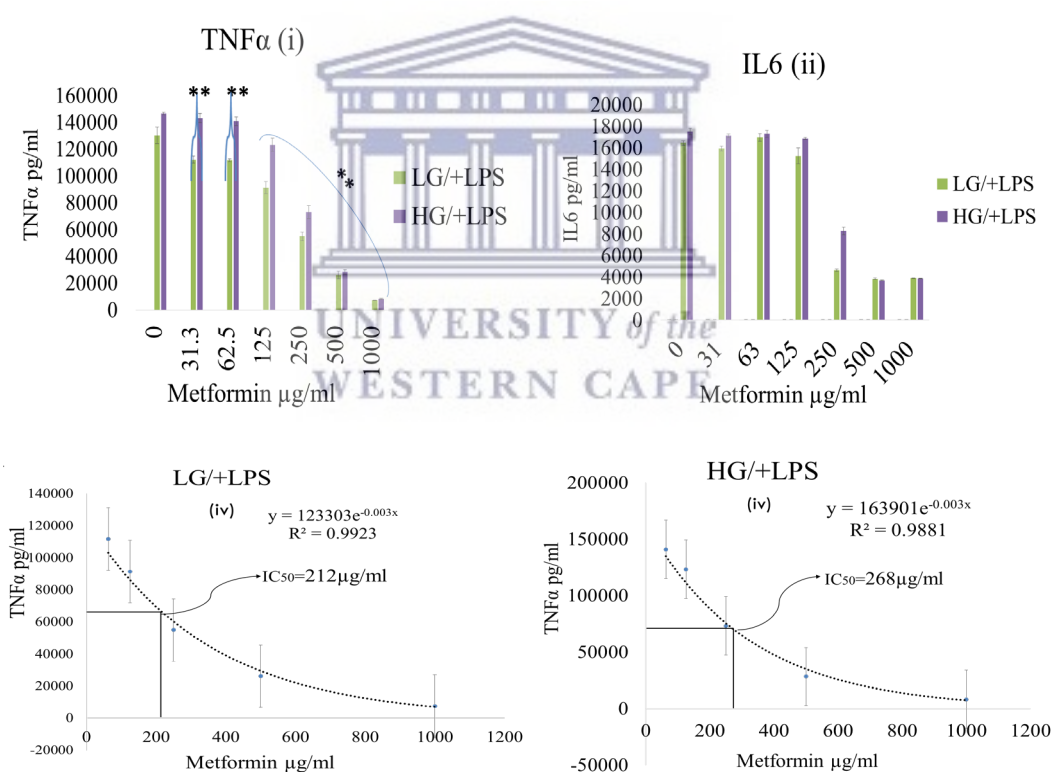 TNFα (i)
TNFα pg/ml
160000
140000
120000
100000
80000
60000
40000
20000
0
** **
**
LG/+LPS
HG/+LPS
0 31.3 62.5 125 250 500 1000
Metformin µg/ml
IL6 (ii)
IL6 pg/ml
20000
18000
16000
14000
12000
10000
8000
6000
4000
2000
0
LG/+LPS
HG/+LPS
0 31 63 125 250 500 1000
Metformin µg/ml
UNIVERSITY of the
WESTERN CAPE
LG/+LPS
(iv)
y = 123303e^-0.003x
R² = 0.9923
IC50=212µg/ml
TNFα pg/ml
140000
120000
100000
80000
60000
40000
20000
0
-20000
0 200 400 600 800 1000 1200
Metformin µg/ml
HG/+LPS
(iv)
y = 163901e^-0.003x
R² = 0.9881
IC50=268µg/ml
TNFα pg/ml
200000
150000
100000
50000
0
-50000
0 200 400 600 800 1000 1200
Metformin µg/ml